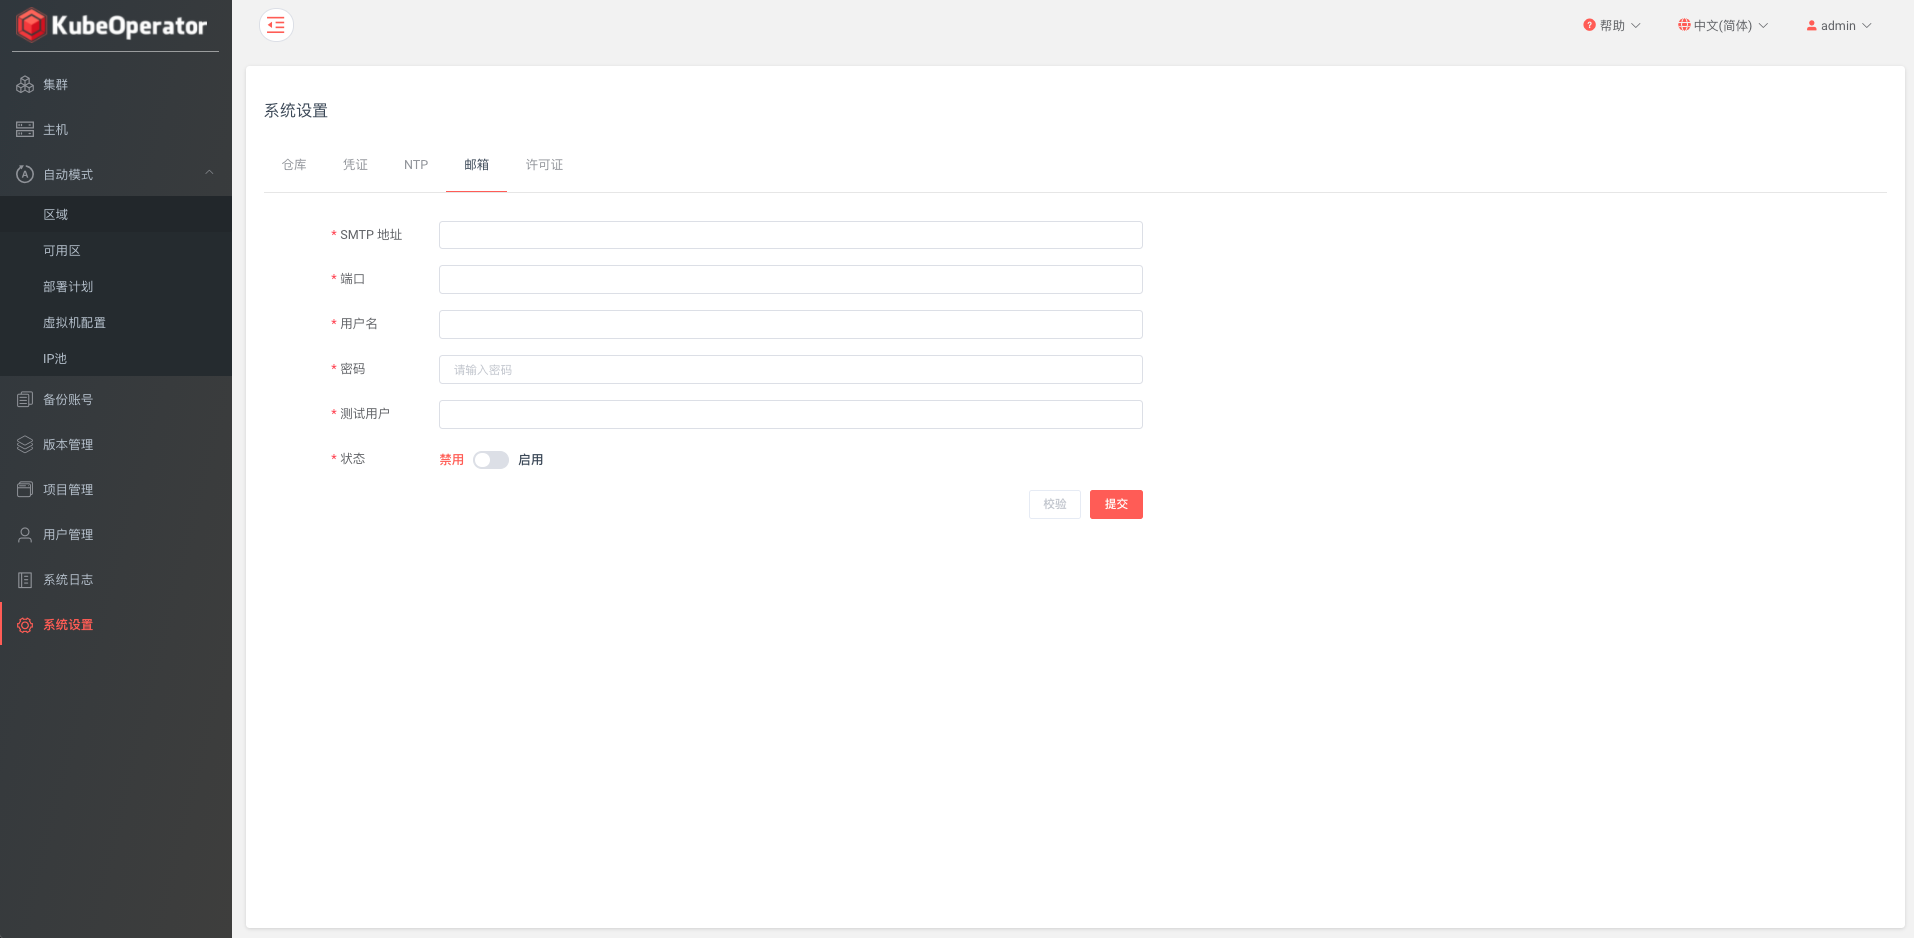 KubeOperator
帮助
中文(简体)
admin
集群
主机
自动模式
区域
可用区
部署计划
虚拟机配置
IP池
备份账号
版本管理
项目管理
用户管理
系统日志
系统设置
系统设置
仓库 凭证 NTP 邮箱 许可证
* SMTP 地址
* 端口
* 用户名
* 密码 请输入密码
* 测试用户
* 状态 禁用 启用
校验 提交